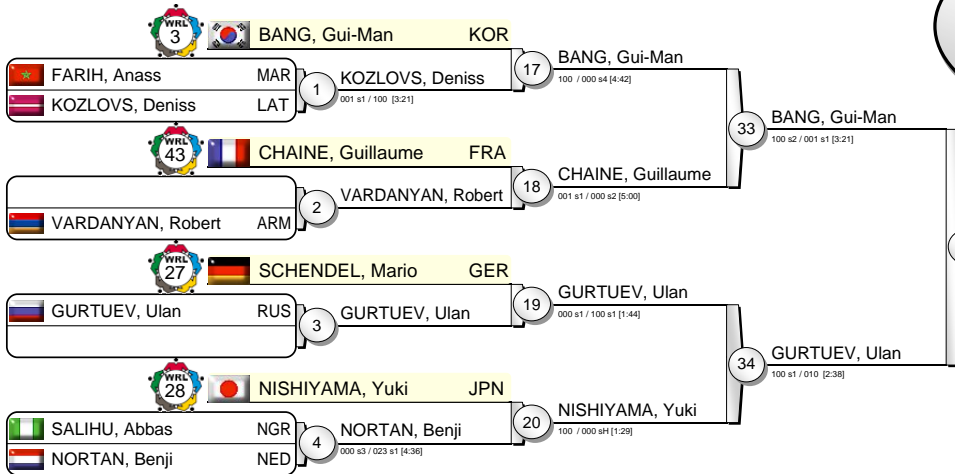 WRL
3
BANG, Gui-Man KOR
FARIH, Anass MAR
KOZLOVS, Deniss LAT
1
KOZLOVS, Deniss
001 s1 / 100 [3:21]
17
BANG, Gui-Man
100 / 000 s4 [4:42]
WRL
43
CHAINE, Guillaume FRA
VARDANYAN, Robert ARM
2
VARDANYAN, Robert
18
CHAINE, Guillaume
001 s1 / 000 s2 [5:00]
33
BANG, Gui-Man
100 s2 / 001 s1 [3:21]
WRL
27
SCHENDEL, Mario GER
GURTUEV, Ulan RUS
3
GURTUEV, Ulan
19
GURTUEV, Ulan
000 s1 / 100 s1 [1:44]
WRL
28
NISHIYAMA, Yuki JPN
SALIHU, Abbas NGR
NORTAN, Benji NED
4
NORTAN, Benji
000 s3 / 023 s1 [4:36]
20
NISHIYAMA, Yuki
100 / 000 sH [1:29]
34
GURTUEV, Ulan
100 s1 / 010 [2:38]